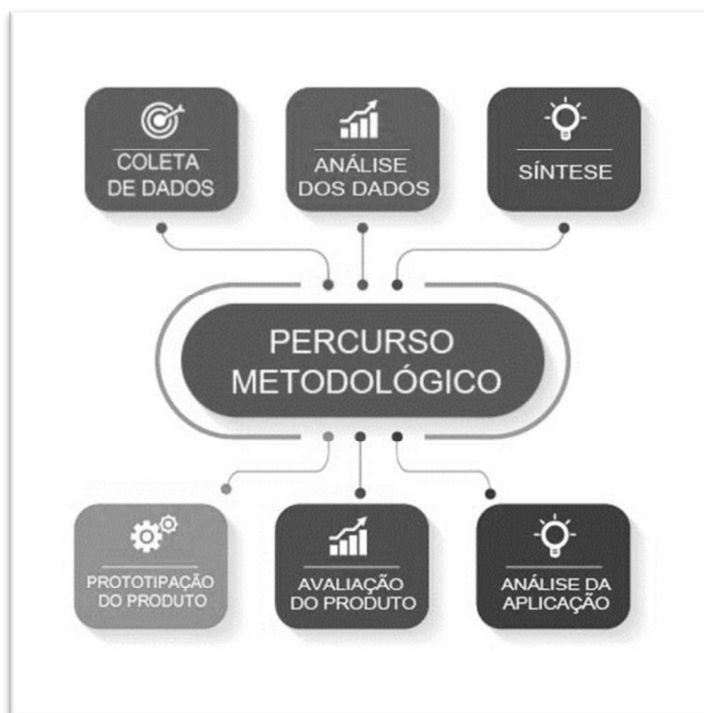 COLETA
DE DADOS
ANÁLISE
DOS DADOS
SÍNTESE
PERCURSO
METODOLÓGICO
PROTOTIPAÇÃO
DO PRODUTO
AVALIAÇÃO
DO PRODUTO
ANÁLISE DA
APLICAÇÃO